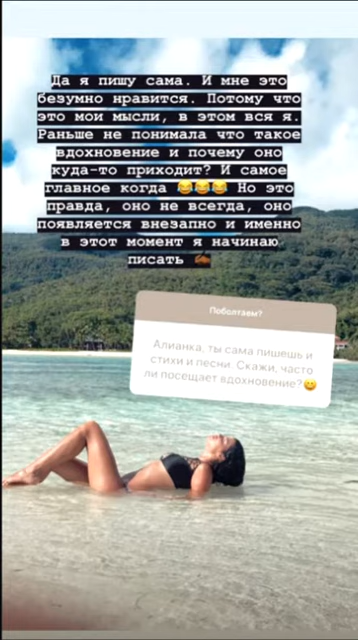 Да я пишу сама. И мне это
безумно нравится. Потому что
это мои мысли, в этом вся я.
Раньше не понимала что такое
вдохновение и почему оно
куда-то приходит? И самое
главное когда 😂😂😂 Но это
правда, оно не всегда, оно
появляется внезапно и именно
в этот момент я начинаю
писать ✍🏾
Поболтаем?
Алианка, ты сама пишешь и
стихи и песни. Скажи, часто
ли посещает вдохновение?😋